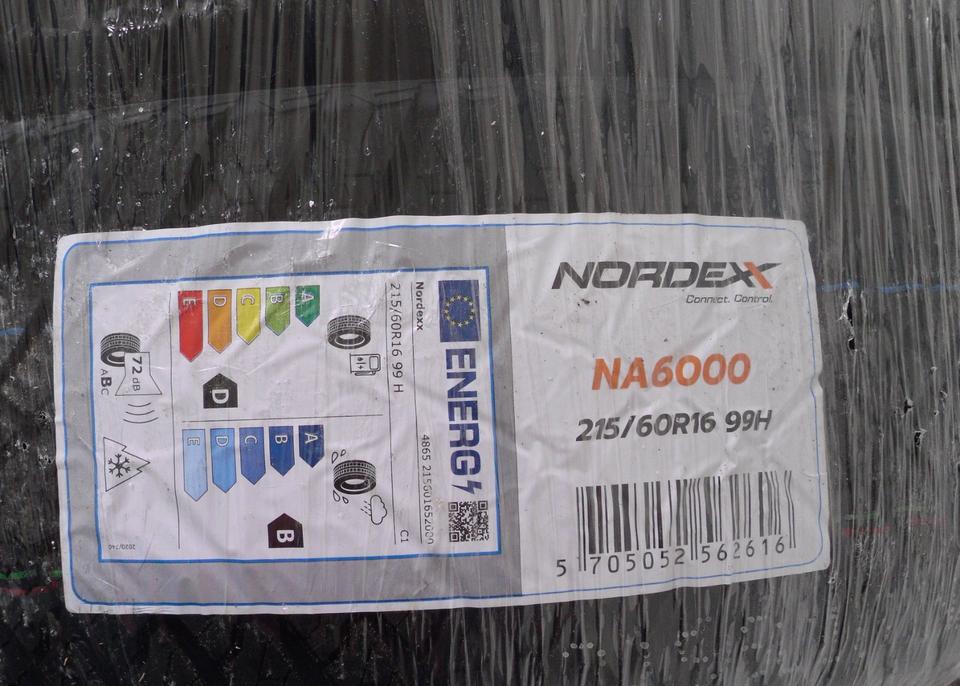 NORDEXX
Connect. Control.
NA6000
215/60R16 99H
5 705052 562616
ENERG
Nordexx
215/60R16 99 H
C1
A
B
C
D
E
D
A
B
C
D
E
B
72 dB
ABC
2020/740